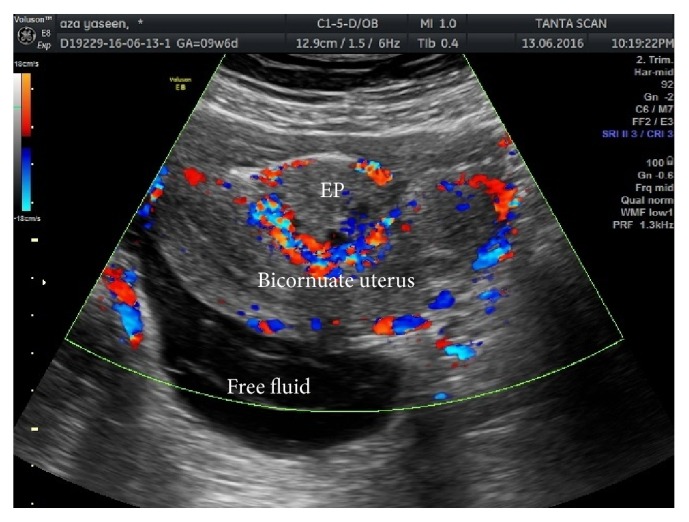 Voluson™ E8 Exp
aza yaseen, * C1-5-D/OB MI 1.0 TANTA SCAN
D19229-16-06-13-1 GA=09w6d 12.9cm / 1.5 / 6Hz TIb 0.4 13.06.2016 10:19:22PM
18cm/s
-18cm/s
Voluson
E8
2. Trim.
Har-mid
92
Gn -2
C6 / M7
FF2 / E3
SRI II 3 / CRI 3
100
Gn -0.6
Frq mid
Qual norm
WMF low1
PRF 1.3kHz
EP
Bicornuate uterus
Free fluid